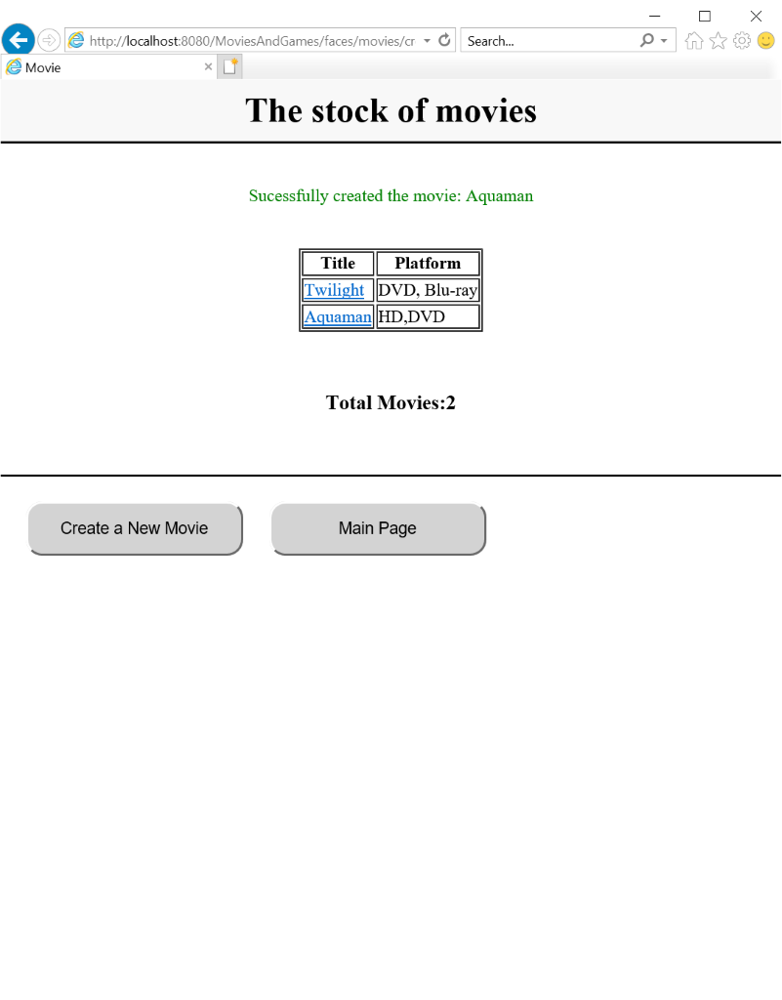 http://localhost:8080/MoviesAndGames/faces/movies/cr
Search...
Movie
The stock of movies
Sucessfully created the movie: Aquaman
Title Platform
Twilight DVD, Blu-ray
Aquaman HD,DVD
Total Movies:2
Create a New Movie Main Page